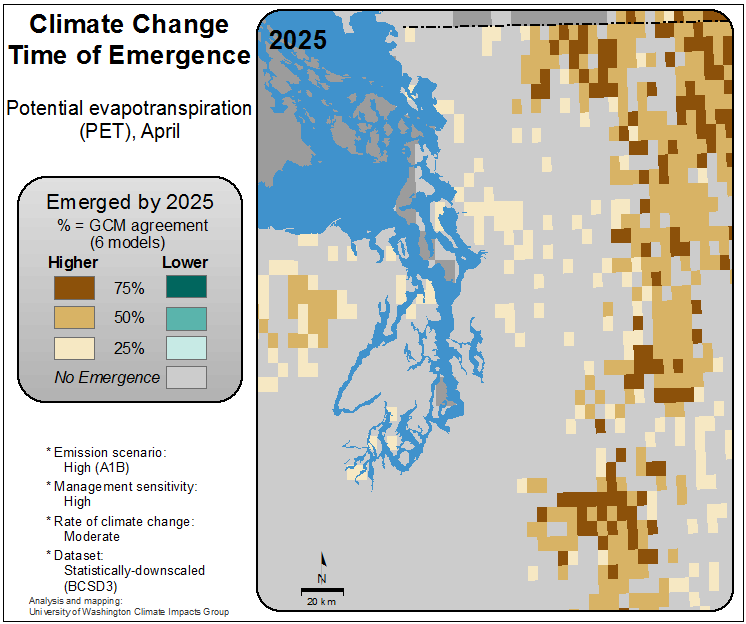 Climate Change
Time of Emergence
Potential evapotranspiration
(PET), April
Emerged by 2025
% = GCM agreement
(6 models)
Higher Lower
75%
50%
25%
No Emergence
* Emission scenario:
High (A1B)
* Management sensitivity:
High
* Rate of climate change:
Moderate
* Dataset:
Statistically-downscaled
(BCSD3)
Analysis and mapping:
University of Washington Climate Impacts Group
2025
N
20 km